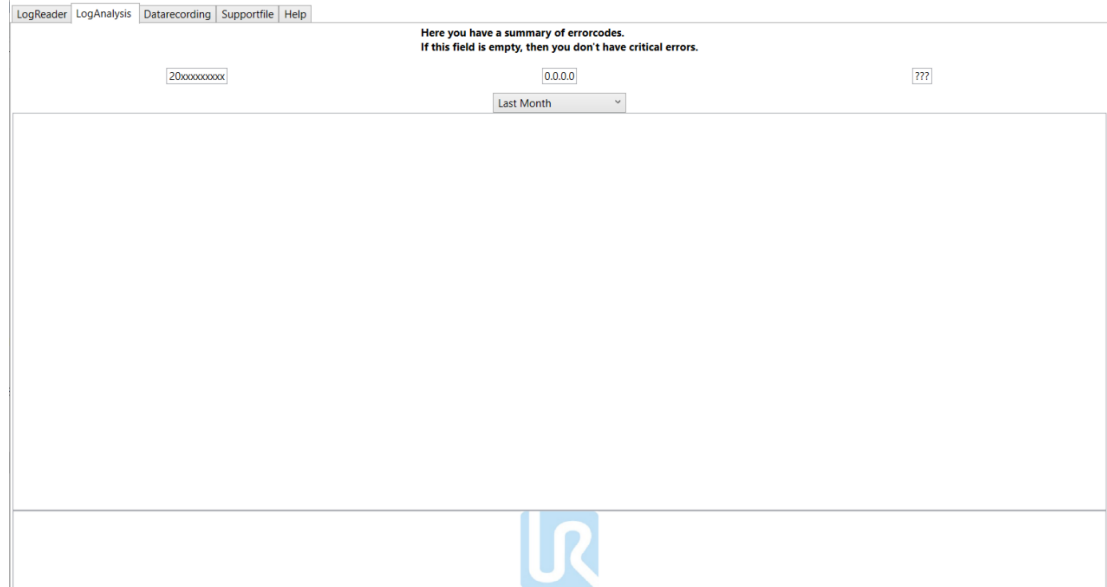 LogReader LogAnalysis Datarecording Supportfile Help
Here you have a summary of errorcodes.
If this field is empty, then you don't have critical errors.
20xxxxxxxxx 0.0.0.0 ???
Last Month
UR